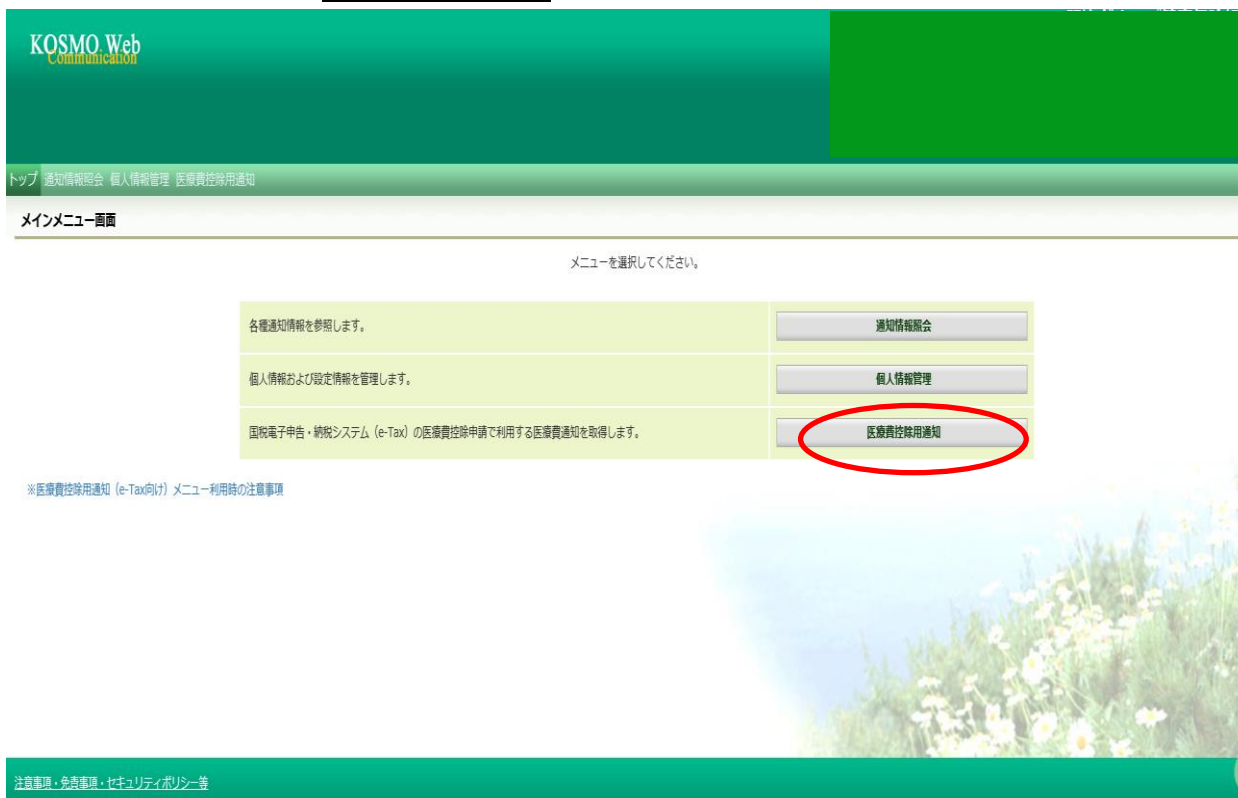 KOSMO Web
Communication
トップ 通知情報照会 個人情報管理 医療費控除用通知
メインメニュー画面
メニューを選択してください。
各種通知情報を参照します。
通知情報照会
個人情報および設定情報を管理します。
個人情報管理
国税電子申告・納税システム（e-Tax）の医療費控除申請で利用する医療費通知を取得します。
医療費控除用通知
※医療費控除用通知（e-Tax向け）メニュー利用時の注意事項
注意事項・免責事項・セキュリティポリシー等